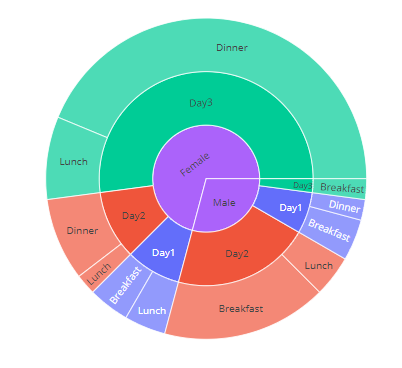 Dinner
Day3
Lunch
Female
Day3
Breakfast
Male
Day1
Dinner
Day2
Dinner
Breakfast
Day1
Day2
Lunch
Lunch
Breakfast
Lunch
Breakfast